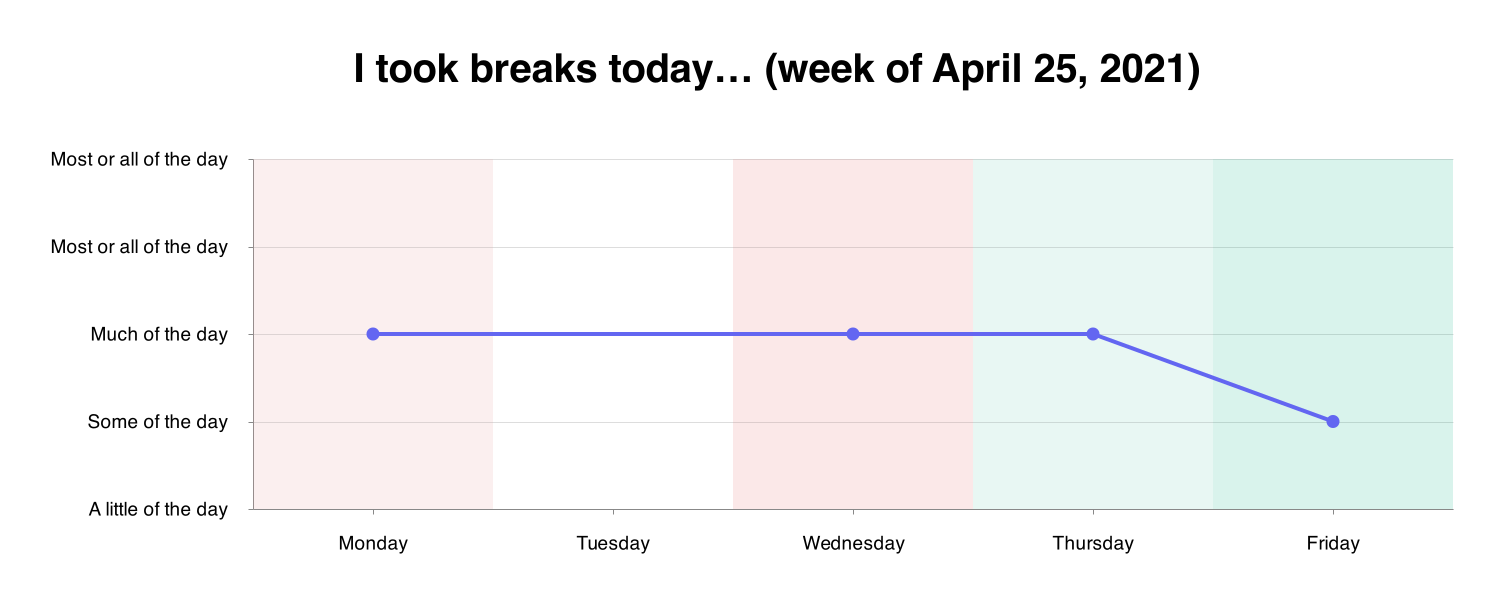 I took breaks today… (week of April 25, 2021)
Most or all of the day
Most or all of the day
Much of the day
Some of the day
A little of the day
Monday
Tuesday
Wednesday
Thursday
Friday